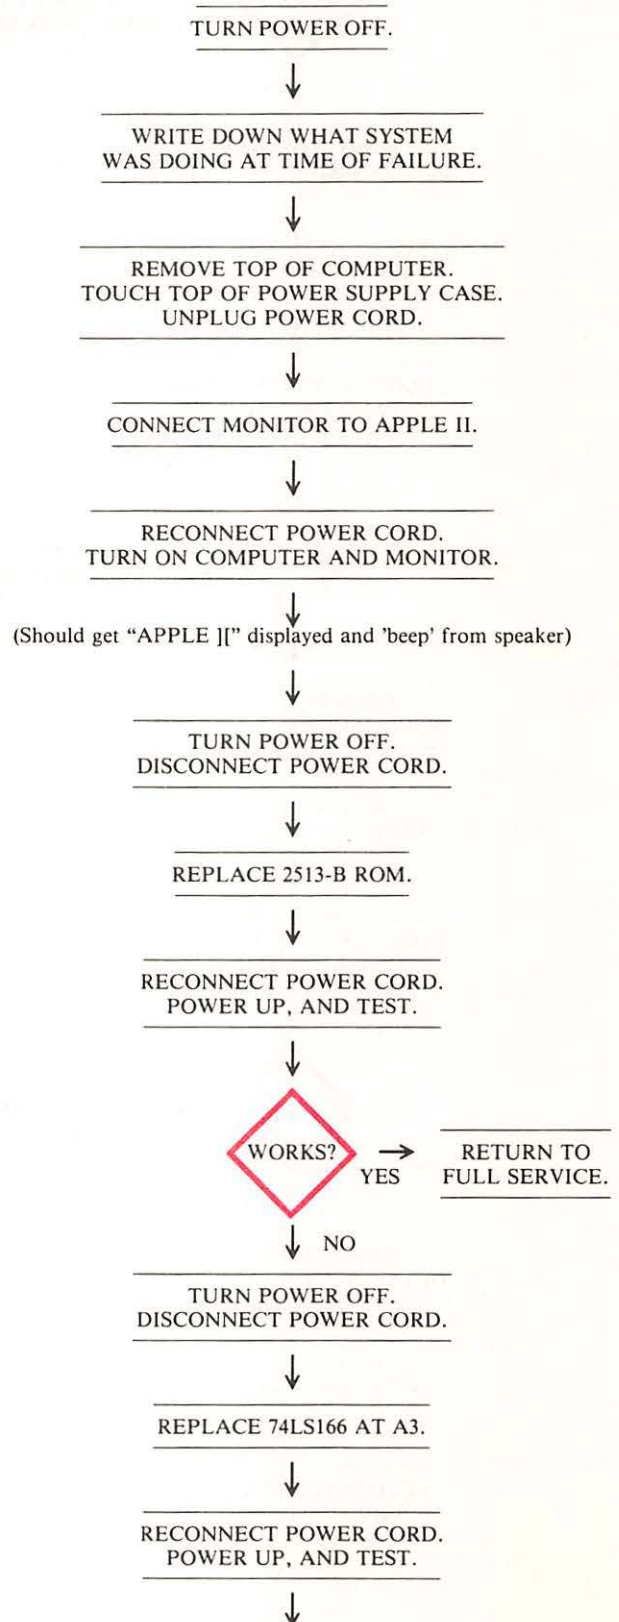 TURN POWER OFF.
WRITE DOWN WHAT SYSTEM
WAS DOING AT TIME OF FAILURE.
REMOVE TOP OF COMPUTER.
TOUCH TOP OF POWER SUPPLY CASE.
UNPLUG POWER CORD.
CONNECT MONITOR TO APPLE II.
RECONNECT POWER CORD.
TURN ON COMPUTER AND MONITOR.
(Should get “APPLE ][” displayed and 'beep' from speaker)
TURN POWER OFF.
DISCONNECT POWER CORD.
REPLACE 2513-B ROM.
RECONNECT POWER CORD.
POWER UP, AND TEST.
WORKS?
YES
RETURN TO
FULL SERVICE.
NO
TURN POWER OFF.
DISCONNECT POWER CORD.
REPLACE 74LS166 AT A3.
RECONNECT POWER CORD.
POWER UP, AND TEST.